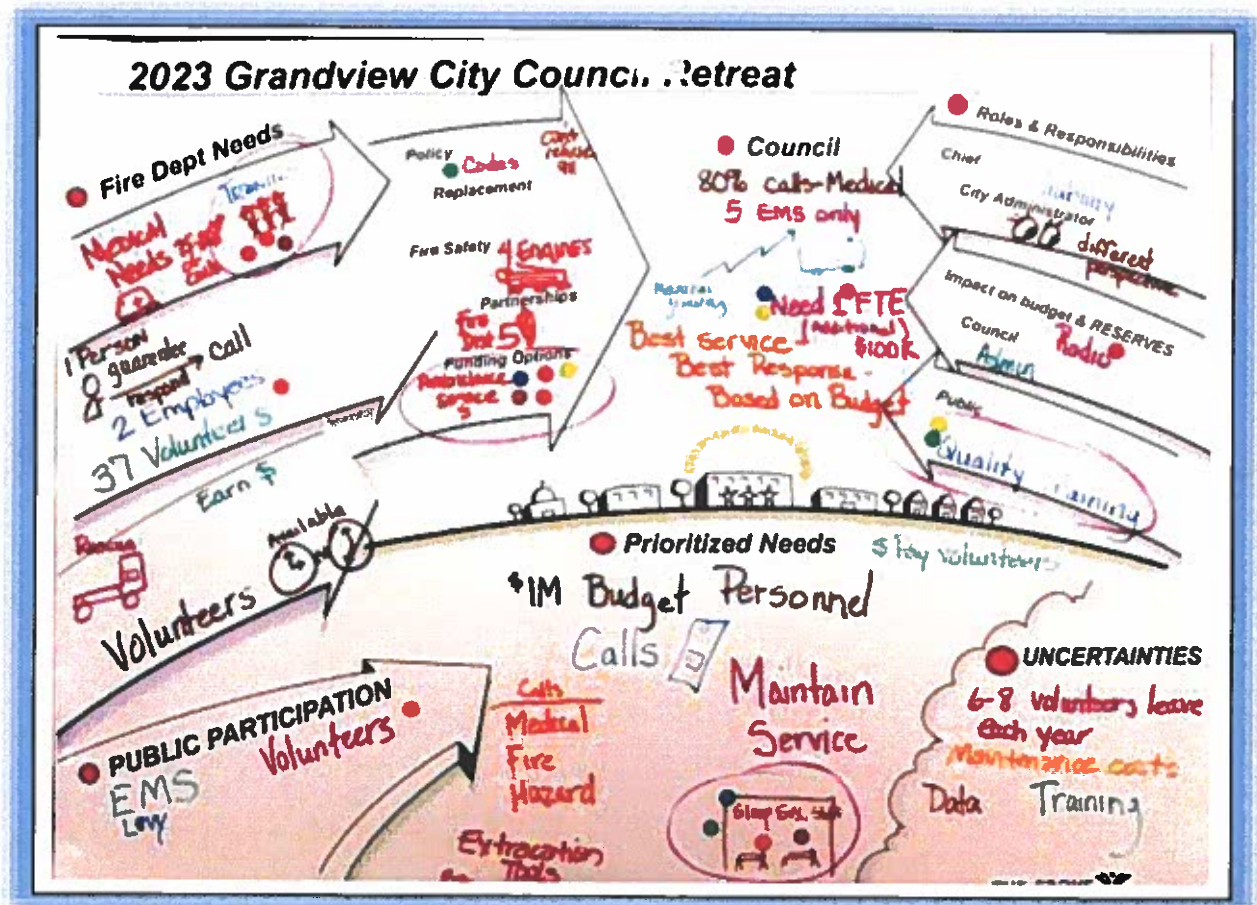 2023 Grandview City Council Retreat
Fire Dept Needs
MEDICAL
Needs
1 Person
guarantee
respond → call
2 Employees
37 Volunteers
Earn $
Rescue
Available
Volunteers
Policy
Codes
Replacement
Fire Safety
4 ENGINES
Partnerships
Fire
Dist 5
Funding Options
Ambulance
Service
$
Council
80% calls-Medical
5 EMS only
Need 1 FTE
(Additional)
$100K
Best Service
Best Response -
Based on Budget
Roles & Responsibilities
Chief
City Administrator
different
perspective
Impact on budget & RESERVES
Council
Radio
Admin
Public
Quality Training
Prioritized Needs
$ Pay volunteers
$1M Budget Personnel
Calls
Maintain
Service
PUBLIC PARTICIPATION
Volunteers
EMS
Levy
Calls
Medical
Fire
Hazard
Extracation
Tools
UNCERTAINTIES
6-8 volunteers leave
each year
Maintenance costs
Data Training